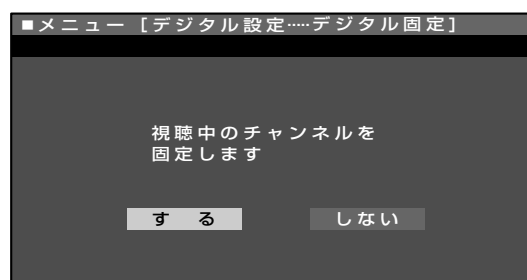 ■メニュー [デジタル設定……デジタル固定]
視聴中のチャンネルを
固定します
する しない